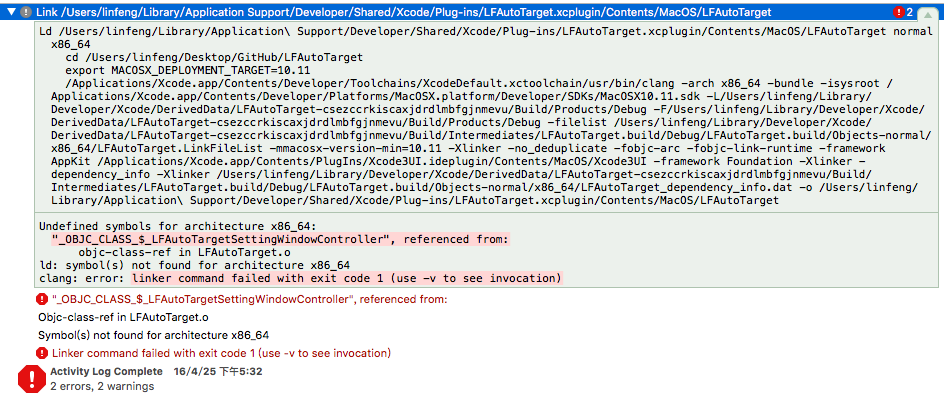 Link /Users/linfeng/Library/Application Support/Developer/Shared/Xcode/Plug-ins/LFAutoTarget.xcplugin/Contents/MacOS/LFAutoTarget 2
Ld /Users/linfeng/Library/Application\ Support/Developer/Shared/Xcode/Plug-ins/LFAutoTarget.xcplugin/Contents/MacOS/LFAutoTarget normal
x86_64
cd /Users/linfeng/Desktop/GitHub/LFAutoTarget
export MACOSX_DEPLOYMENT_TARGET=10.11
/Applications/Xcode.app/Contents/Developer/Toolchains/XcodeDefault.xctoolchain/usr/bin/clang -arch x86_64 -bundle -isysroot /
Applications/Xcode.app/Contents/Developer/Platforms/MacOSX.platform/Developer/SDKs/MacOSX10.11.sdk -L/Users/linfeng/Library/
Developer/Xcode/DerivedData/LFAutoTarget-csezccrkiscaxjdrdlmbfgjnmevu/Build/Products/Debug -F/Users/linfeng/Library/Developer/Xcode/
DerivedData/LFAutoTarget-csezccrkiscaxjdrdlmbfgjnmevu/Build/Products/Debug -filelist /Users/linfeng/Library/Developer/Xcode/
DerivedData/LFAutoTarget-csezccrkiscaxjdrdlmbfgjnmevu/Build/Intermediates/LFAutoTarget.build/Debug/LFAutoTarget.build/Objects-normal/
x86_64/LFAutoTarget.LinkFileList -mmacosx-version-min=10.11 -Xlinker -no_deduplicate -fobjc-arc -fobjc-link-runtime -framework
AppKit /Applications/Xcode.app/Contents/PlugIns/Xcode3UI.ideplugin/Contents/MacOS/Xcode3UI -framework Foundation -Xlinker -
dependency_info -Xlinker /Users/linfeng/Library/Developer/Xcode/DerivedData/LFAutoTarget-csezccrkiscaxjdrdlmbfgjnmevu/Build/
Intermediates/LFAutoTarget.build/Debug/LFAutoTarget.build/Objects-normal/x86_64/LFAutoTarget_dependency_info.dat -o /Users/linfeng/
Library/Application\ Support/Developer/Shared/Xcode/Plug-ins/LFAutoTarget.xcplugin/Contents/MacOS/LFAutoTarget
Undefined symbols for architecture x86_64:
"_OBJC_CLASS_$_LFAutoTargetSettingWindowController", referenced from:
objc-class-ref in LFAutoTarget.o
ld: symbol(s) not found for architecture x86_64
clang: error: linker command failed with exit code 1 (use -v to see invocation)
"_OBJC_CLASS_$_LFAutoTargetSettingWindowController", referenced from:
Objc-class-ref in LFAutoTarget.o
Symbol(s) not found for architecture x86_64
Linker command failed with exit code 1 (use -v to see invocation)
Activity Log Complete 16/4/25 下午5:32
2 errors, 2 warnings